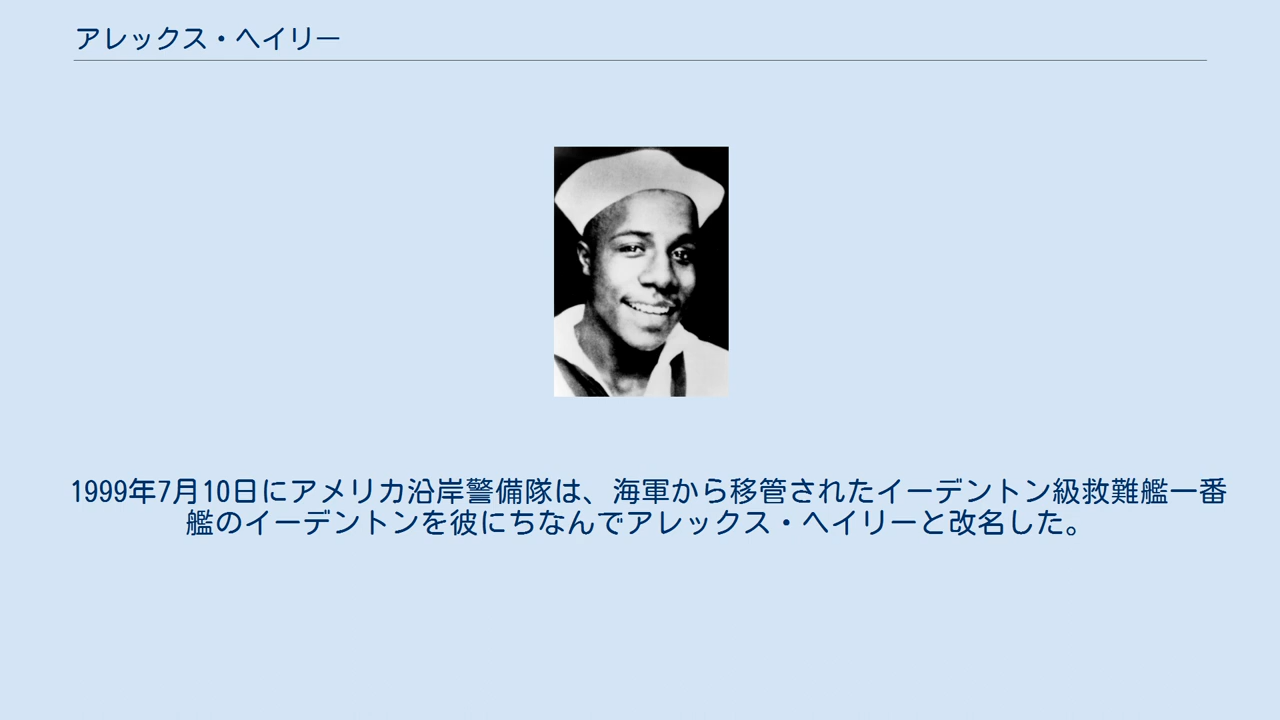 アレックス・ヘイリー
1999年7月10日にアメリカ沿岸警備隊は、海軍から移管されたイーデントン級救難艦一番
艦のイーデントンを彼にちなんでアレックス・ヘイリーと改名した。